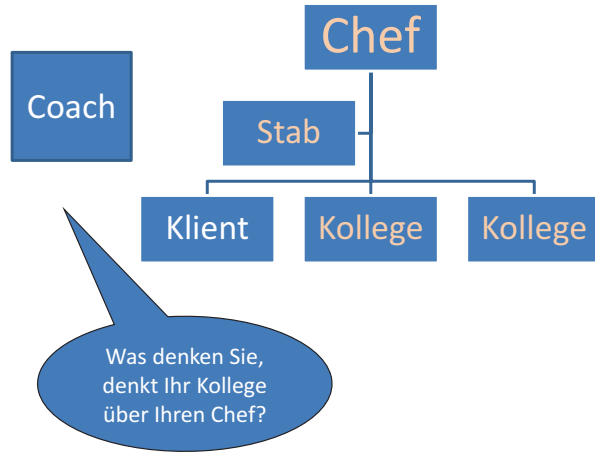 Chef
Coach
Stab
Klient
Kollege
Kollege
Was denken Sie,
denkt Ihr Kollege
über Ihren Chef?